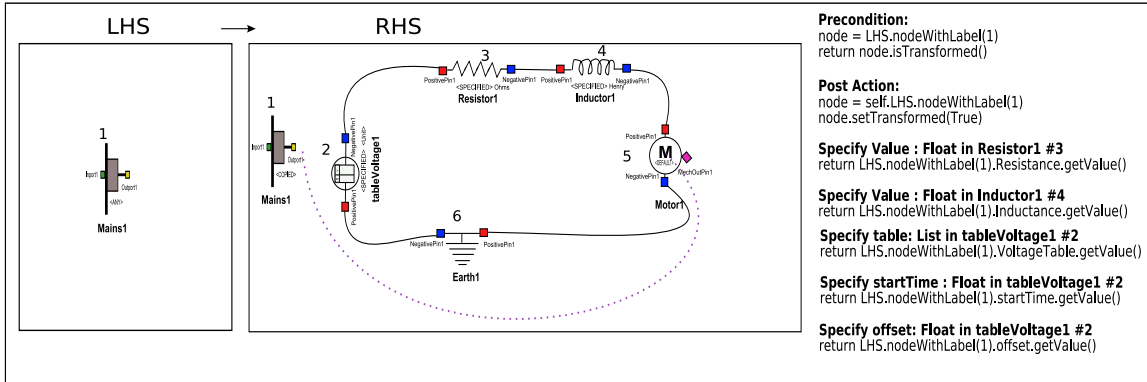 LHS
RHS
1
Inport1
Outport1
<ANY>
Mains1
1
Inport1
Outport1
<COPIED>
Mains1
2
NegativePin1
<SPECIFIED> <Unit>
tableVoltage1
PositivePin1
3
PositivePin1
NegativePin1
<SPECIFIED> Ohms
Resistor1
4
PositivePin1
NegativePin1
<SPECIFIED> Henry
Inductor1
5
PositivePin1
M
<DEFAULT>
MechOutPin1
NegativePin1
Motor1
6
NegativePin1
PositivePin1
Earth1
Precondition:
node = LHS.nodeWithLabel(1)
return node.isTransformed()
Post Action:
node = self.LHS.nodeWithLabel(1)
node.setTransformed(True)
Specify Value : Float in Resistor1 #3
return LHS.nodeWithLabel(1).Resistance.getValue()
Specify Value : Float in Inductor1 #4
return LHS.nodeWithLabel(1).Inductance.getValue()
Specify table: List in tableVoltage1 #2
return LHS.nodeWithLabel(1).VoltageTable.getValue()
Specify startTime : Float in tableVoltage1 #2
return LHS.nodeWithLabel(1).startTime.getValue()
Specify offset: Float in tableVoltage1 #2
return LHS.nodeWithLabel(1).offset.getValue()